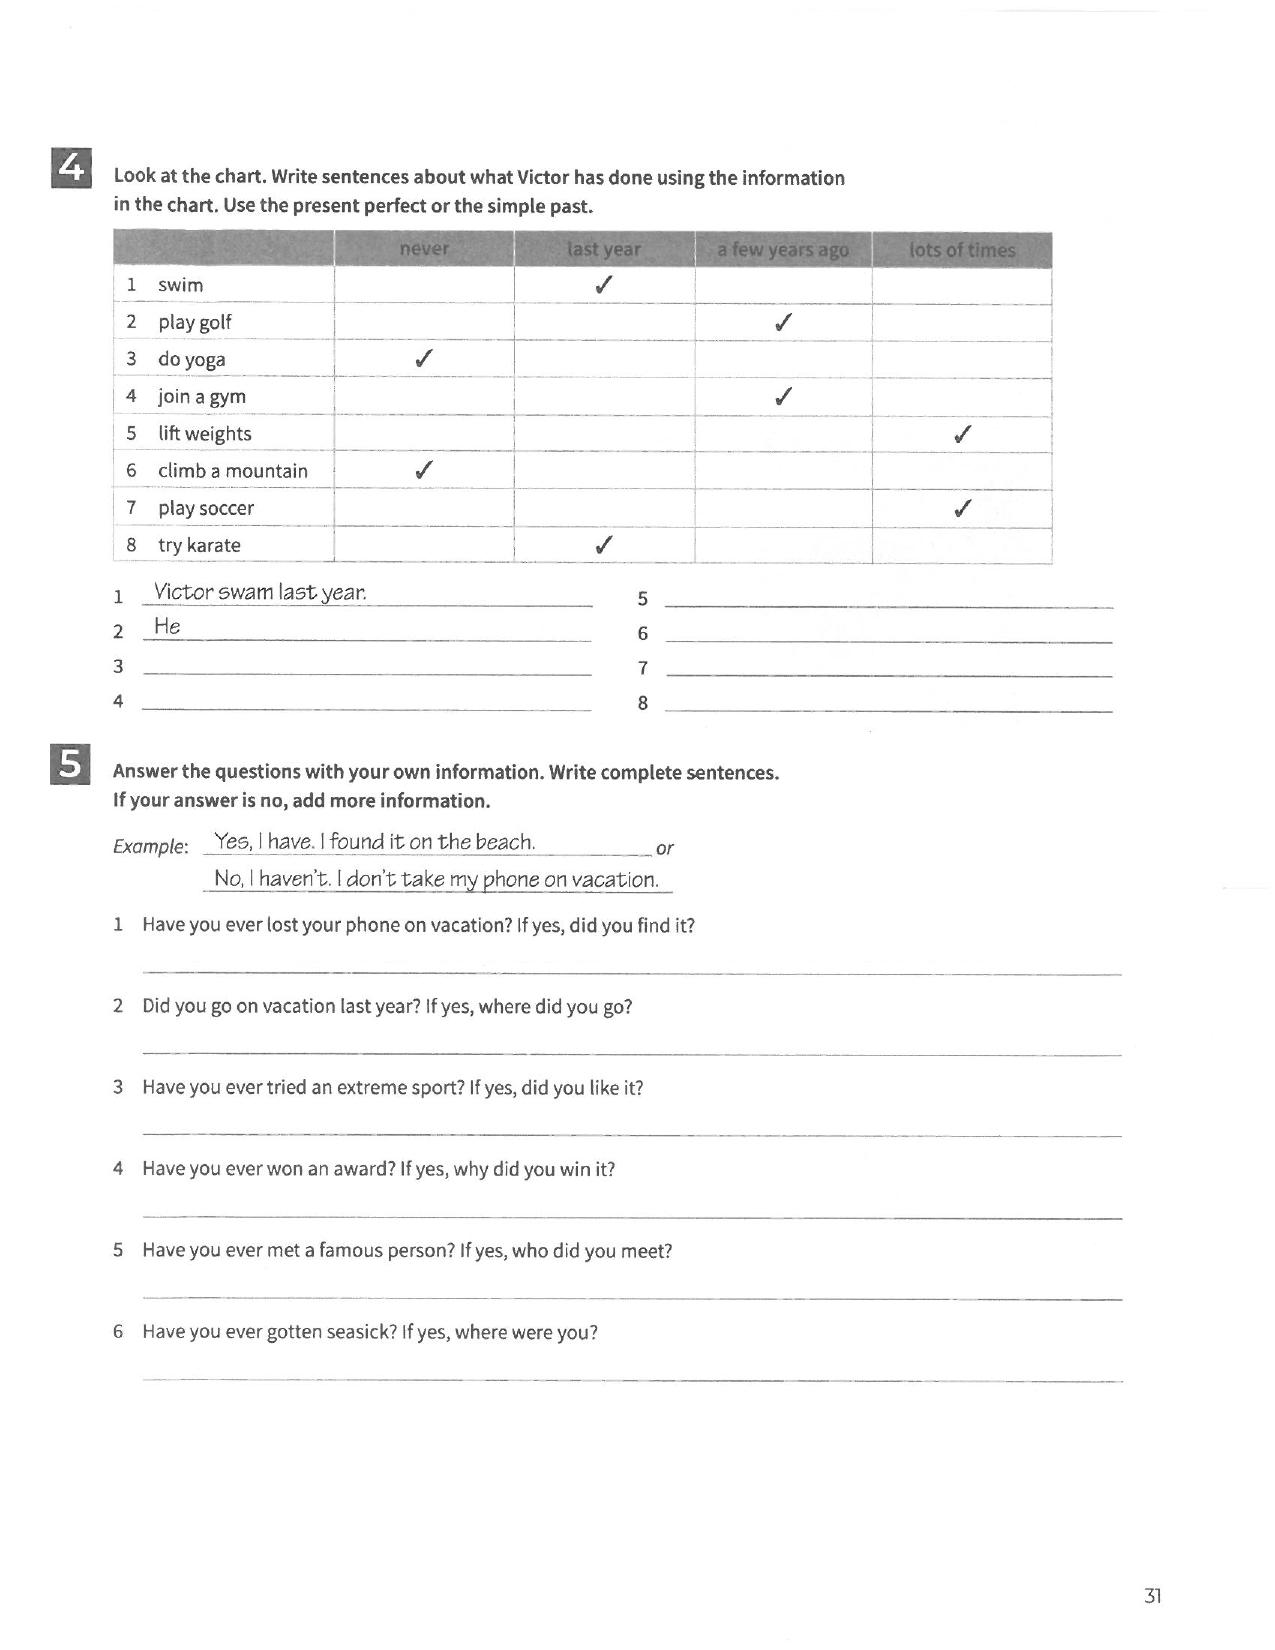 4 Look at the chart. Write sentences about what Victor has done using the information
in the chart. Use the present perfect or the simple past.
never last year a few years ago lots of times
1 swim ✓
2 play golf ✓
3 do yoga ✓
4 join a gym ✓
5 lift weights ✓
6 climb a mountain ✓
7 play soccer ✓
8 try karate ✓
1 Victor swam last year. 5
2 He 6
3 7
4 8
5 Answer the questions with your own information. Write complete sentences.
If your answer is no, add more information.
Example: Yes, I have. I found it on the beach. or
No, I haven't. I don't take my phone on vacation.
1 Have you ever lost your phone on vacation? If yes, did you find it?
2 Did you go on vacation last year? If yes, where did you go?
3 Have you ever tried an extreme sport? If yes, did you like it?
4 Have you ever won an award? If yes, why did you win it?
5 Have you ever met a famous person? If yes, who did you meet?
6 Have you ever gotten seasick? If yes, where were you?
31